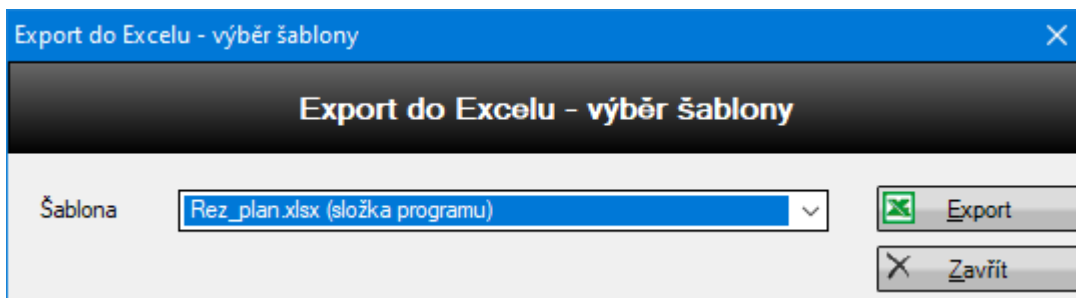 Export do Excelu - výběr šablony
Export do Excelu - výběr šablony
Šablona
Rez_plan.xlsx (složka programu)
Export
Zavřít